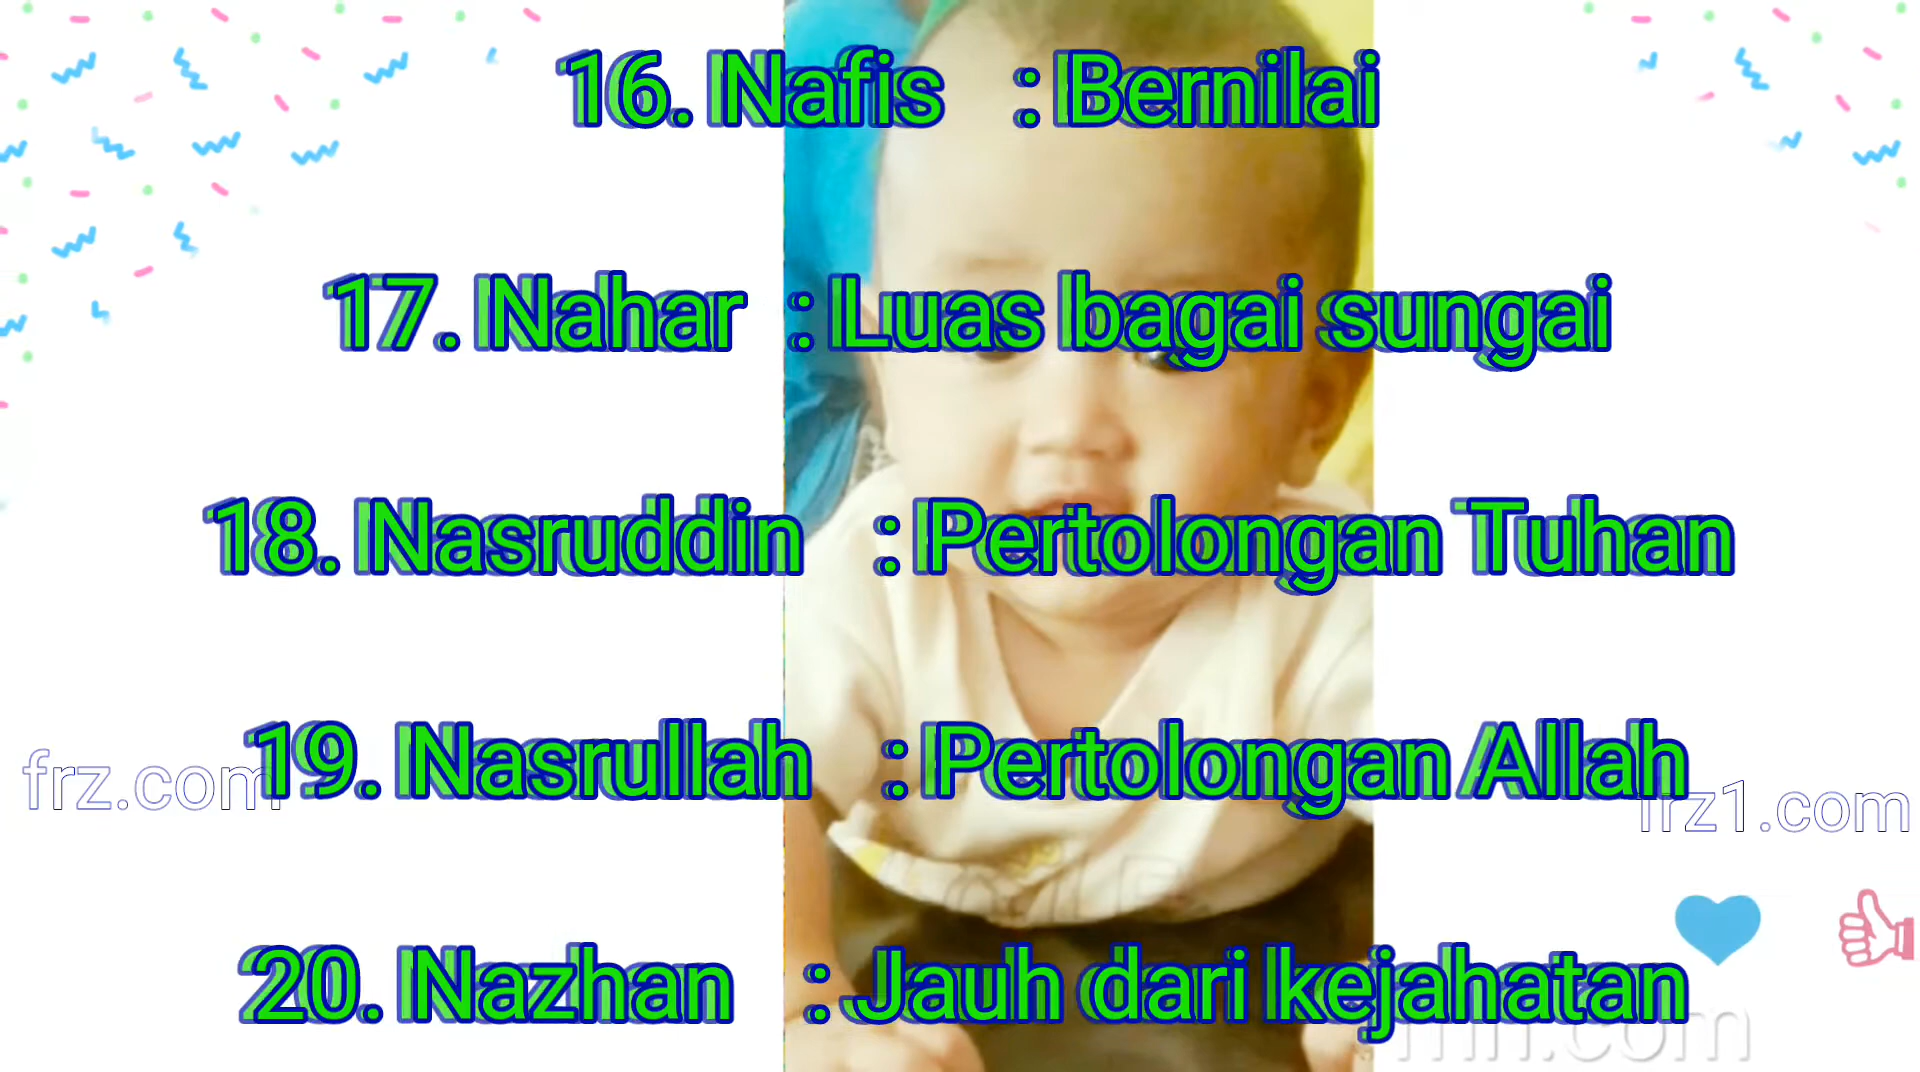 16. Nafis : Bernilai
17. Nahar : Luas bagai sungai
18. Nasruddin : Pertolongan Tuhan
19. Nasrullah : Pertolongan Allah
frz.com
frz1.com
20. Nazhan : Jauh dari kejahatan